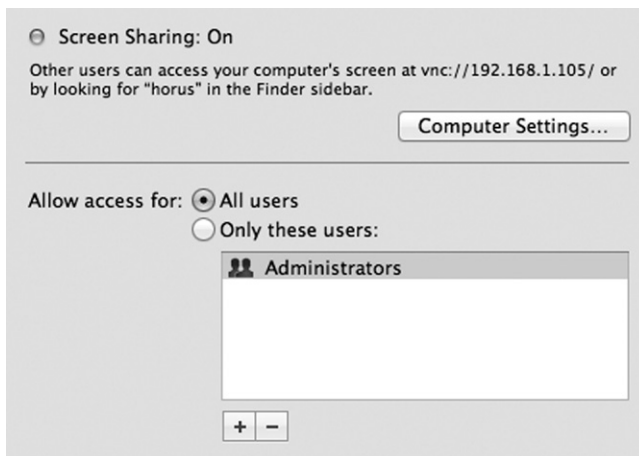 Screen Sharing: On
Other users can access your computer's screen at vnc://192.168.1.105/ or
by looking for “horus” in the Finder sidebar.
Computer Settings...
Allow access for: All users
Only these users:
Administrators
+ −